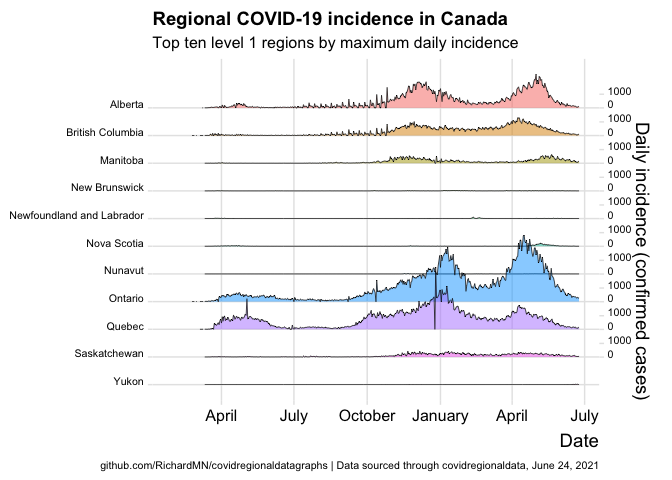 Regional COVID-19 incidence in Canada
Top ten level 1 regions by maximum daily incidence
Alberta
1000
0
British Columbia
1000
0
Manitoba
1000
0
New Brunswick
1000
0
Newfoundland and Labrador
1000
0
Nova Scotia
1000
0
Nunavut
1000
0
Ontario
1000
0
Quebec
1000
0
Saskatchewan
1000
0
Yukon
Daily incidence (confirmed cases)
April July October January April July
Date
github.com/RichardMN/covidregionaldatagraphs | Data sourced through covidregionaldata, June 24, 2021